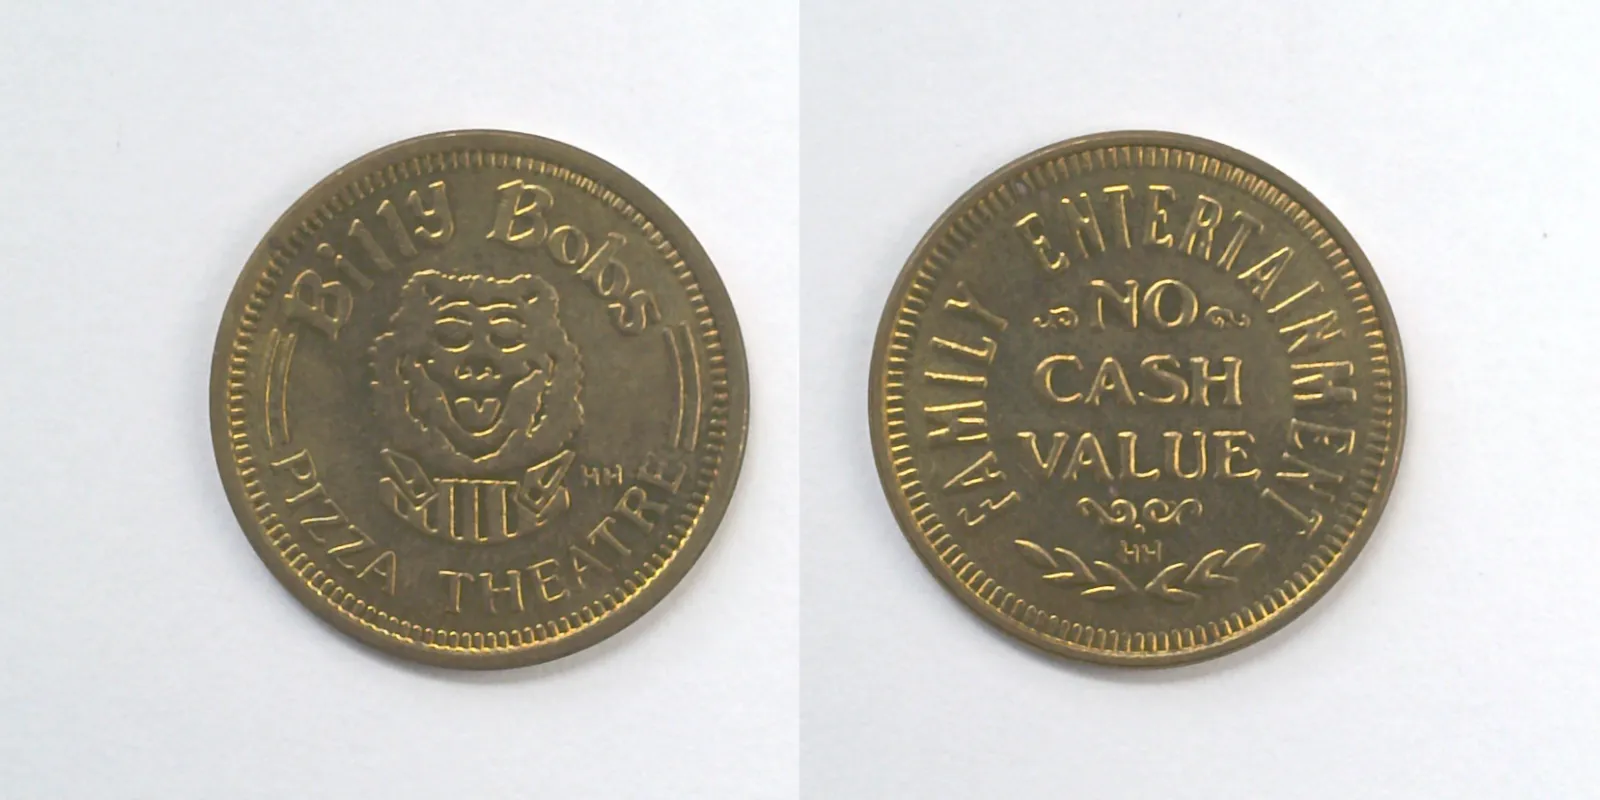 Billy Bobs
PIZZA THEATRE
HH
FAMILY ENTERTAINMENT
NO
CASH
VALUE
HH